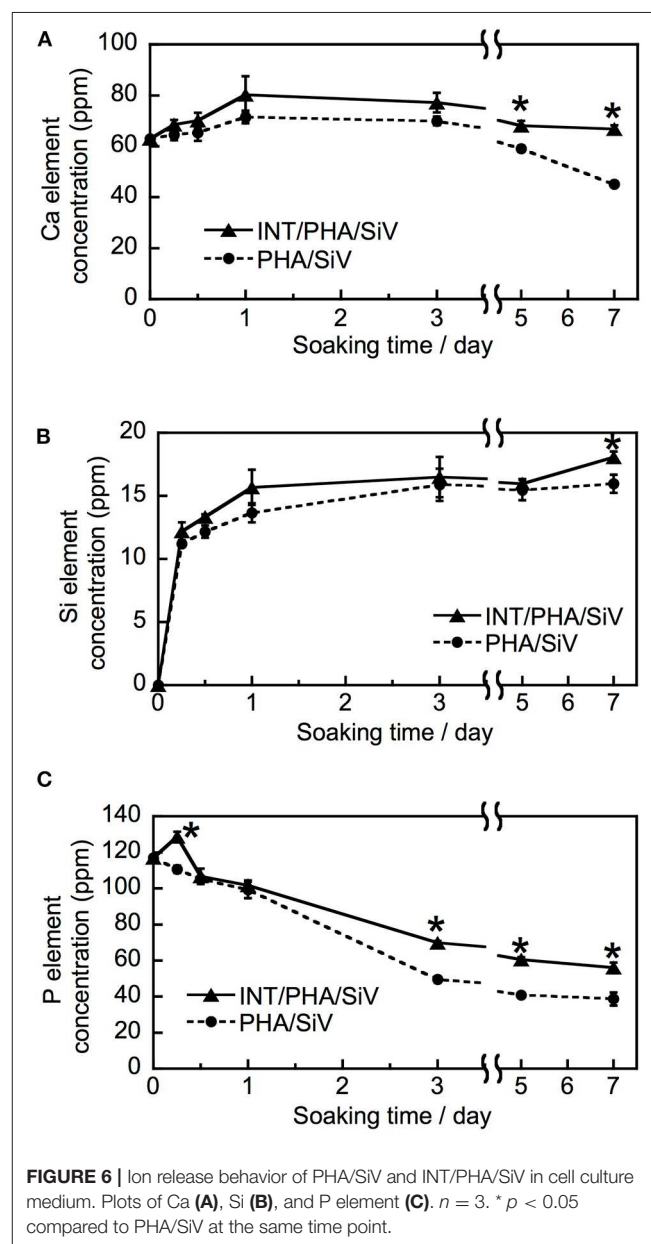 A
100
80
60
40
20
0
Ca element
concentration (ppm)
*
*
INT/PHA/SiV
PHA/SiV
0 1 2 3 5 6 7
Soaking time / day
B
20
15
10
5
0
Si element
concentration (ppm)
*
INT/PHA/SiV
PHA/SiV
0 1 2 3 5 6 7
Soaking time / day
C
140
120
100
80
60
40
20
0
P element
concentration (ppm)
*
*
*
*
INT/PHA/SiV
PHA/SiV
0 1 2 3 5 6 7
Soaking time / day
FIGURE 6 | Ion release behavior of PHA/SiV and INT/PHA/SiV in cell culture
medium. Plots of Ca (A), Si (B), and P element (C). n = 3. * p < 0.05
compared to PHA/SiV at the same time point.